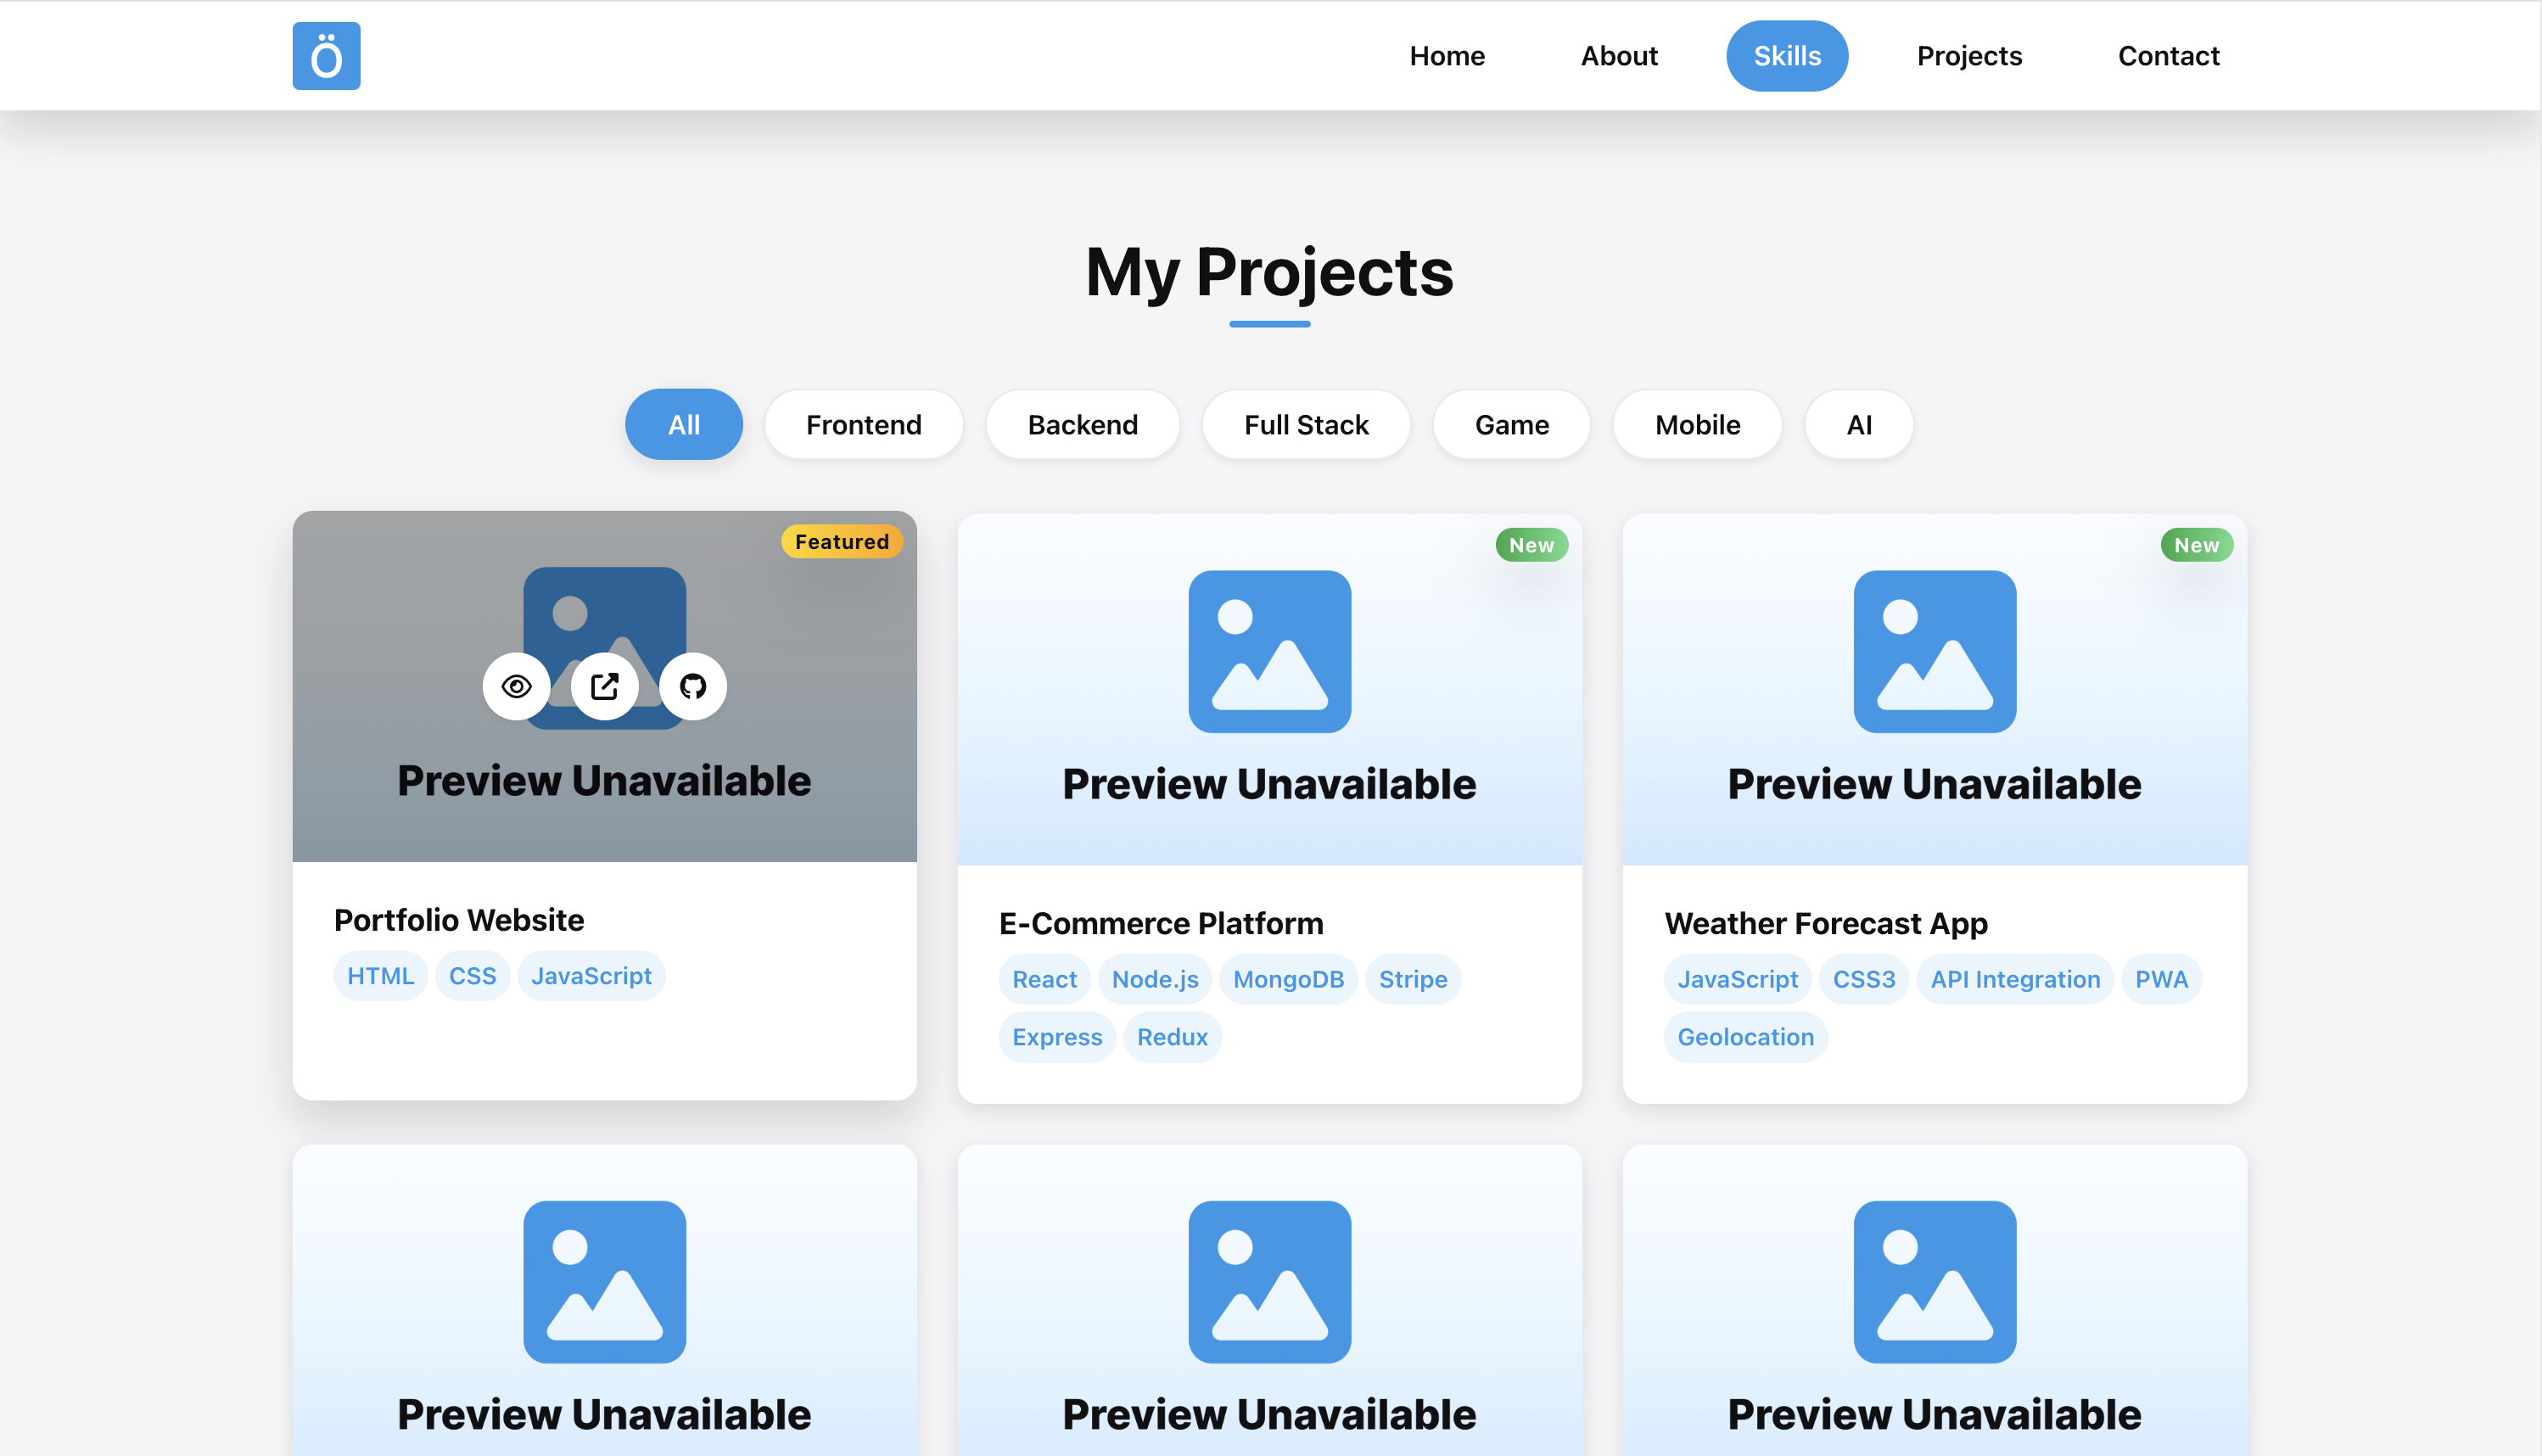 Ö
Home About Skills Projects Contact
My Projects
All Frontend Backend Full Stack Game Mobile AI
Featured
Preview Unavailable
Portfolio Website
HTML CSS JavaScript
New
Preview Unavailable
E-Commerce Platform
React Node.js MongoDB Stripe
Express Redux
New
Preview Unavailable
Weather Forecast App
JavaScript CSS3 API Integration PWA
Geolocation
Preview Unavailable
Preview Unavailable
Preview Unavailable